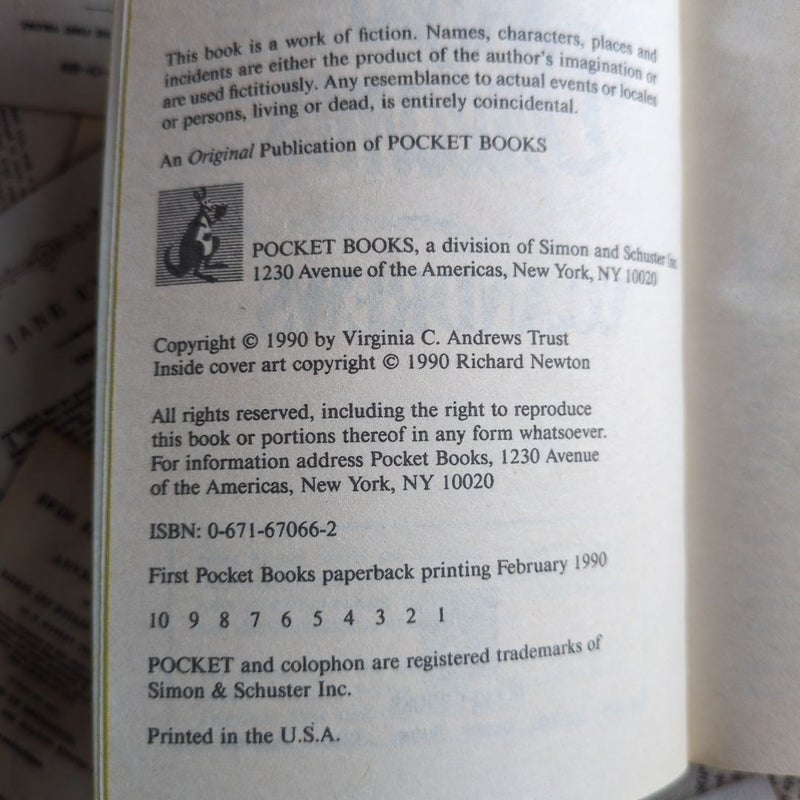 This book is a work of fiction. Names, characters, places and
incidents are either the product of the author's imagination or
are used fictitiously. Any resemblance to actual events or locales
or persons, living or dead, is entirely coincidental.
An Original Publication of POCKET BOOKS
POCKET BOOKS, a division of Simon and Schuster Inc.
1230 Avenue of the Americas, New York, NY 10020
Copyright © 1990 by Virginia C. Andrews Trust
Inside cover art copyright © 1990 Richard Newton
All rights reserved, including the right to reproduce
this book or portions thereof in any form whatsoever.
For information address Pocket Books, 1230 Avenue
of the Americas, New York, NY 10020
ISBN: 0-671-67066-2
First Pocket Books paperback printing February 1990
10 9 8 7 6 5 4 3 2 1
POCKET and colophon are registered trademarks of
Simon & Schuster Inc.
Printed in the U.S.A.
JANE